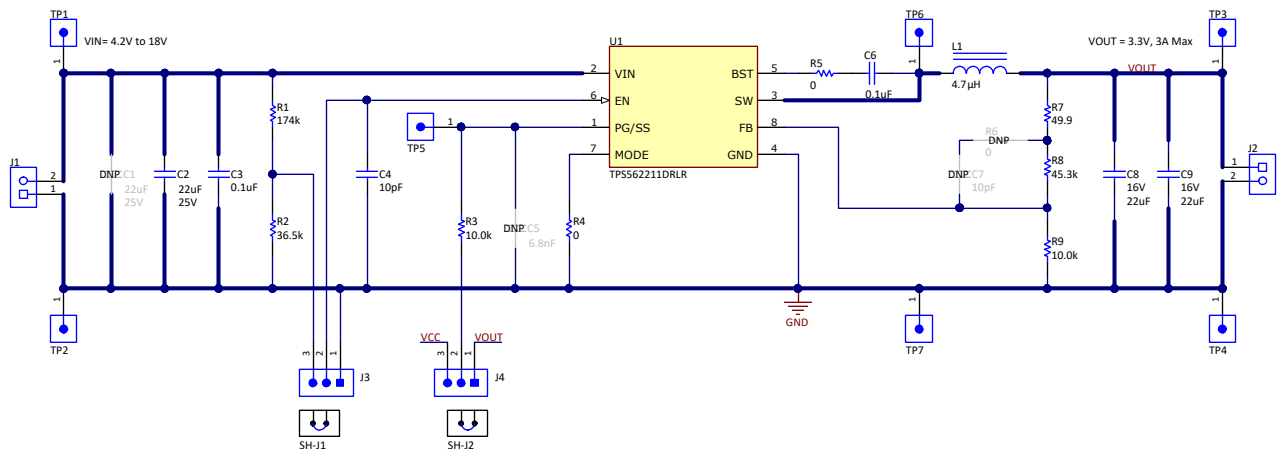 TP1
TP6
TP3
VIN= 4.2V to 18V
VOUT = 3.3V, 3A Max
U1
C6
L1
R5
VOUT
1
1
1
2
VIN
BST
5
0
0.1uF
4.7µH
6
EN
SW
3
R1
174k
R7
49.9
TP5
1
1
PG/SS
FB
8
R6
DNP
0
7
MODE
GND
4
TPS562211DRLR
J1
2
1
DNP
C1
22uF
25V
C2
22uF
25V
C3
0.1uF
C4
10pF
DNP
C7
10pF
R8
45.3k
C8
16V
22uF
C9
16V
22uF
J2
1
2
R2
36.5k
R3
10.0k
DNP
C5
6.8nF
R4
0
R9
10.0k
1
1
1
TP2
GND
TP7
TP4
VCC
VOUT
3
2
1
J3
3
2
1
J4
SH-J1
SH-J2